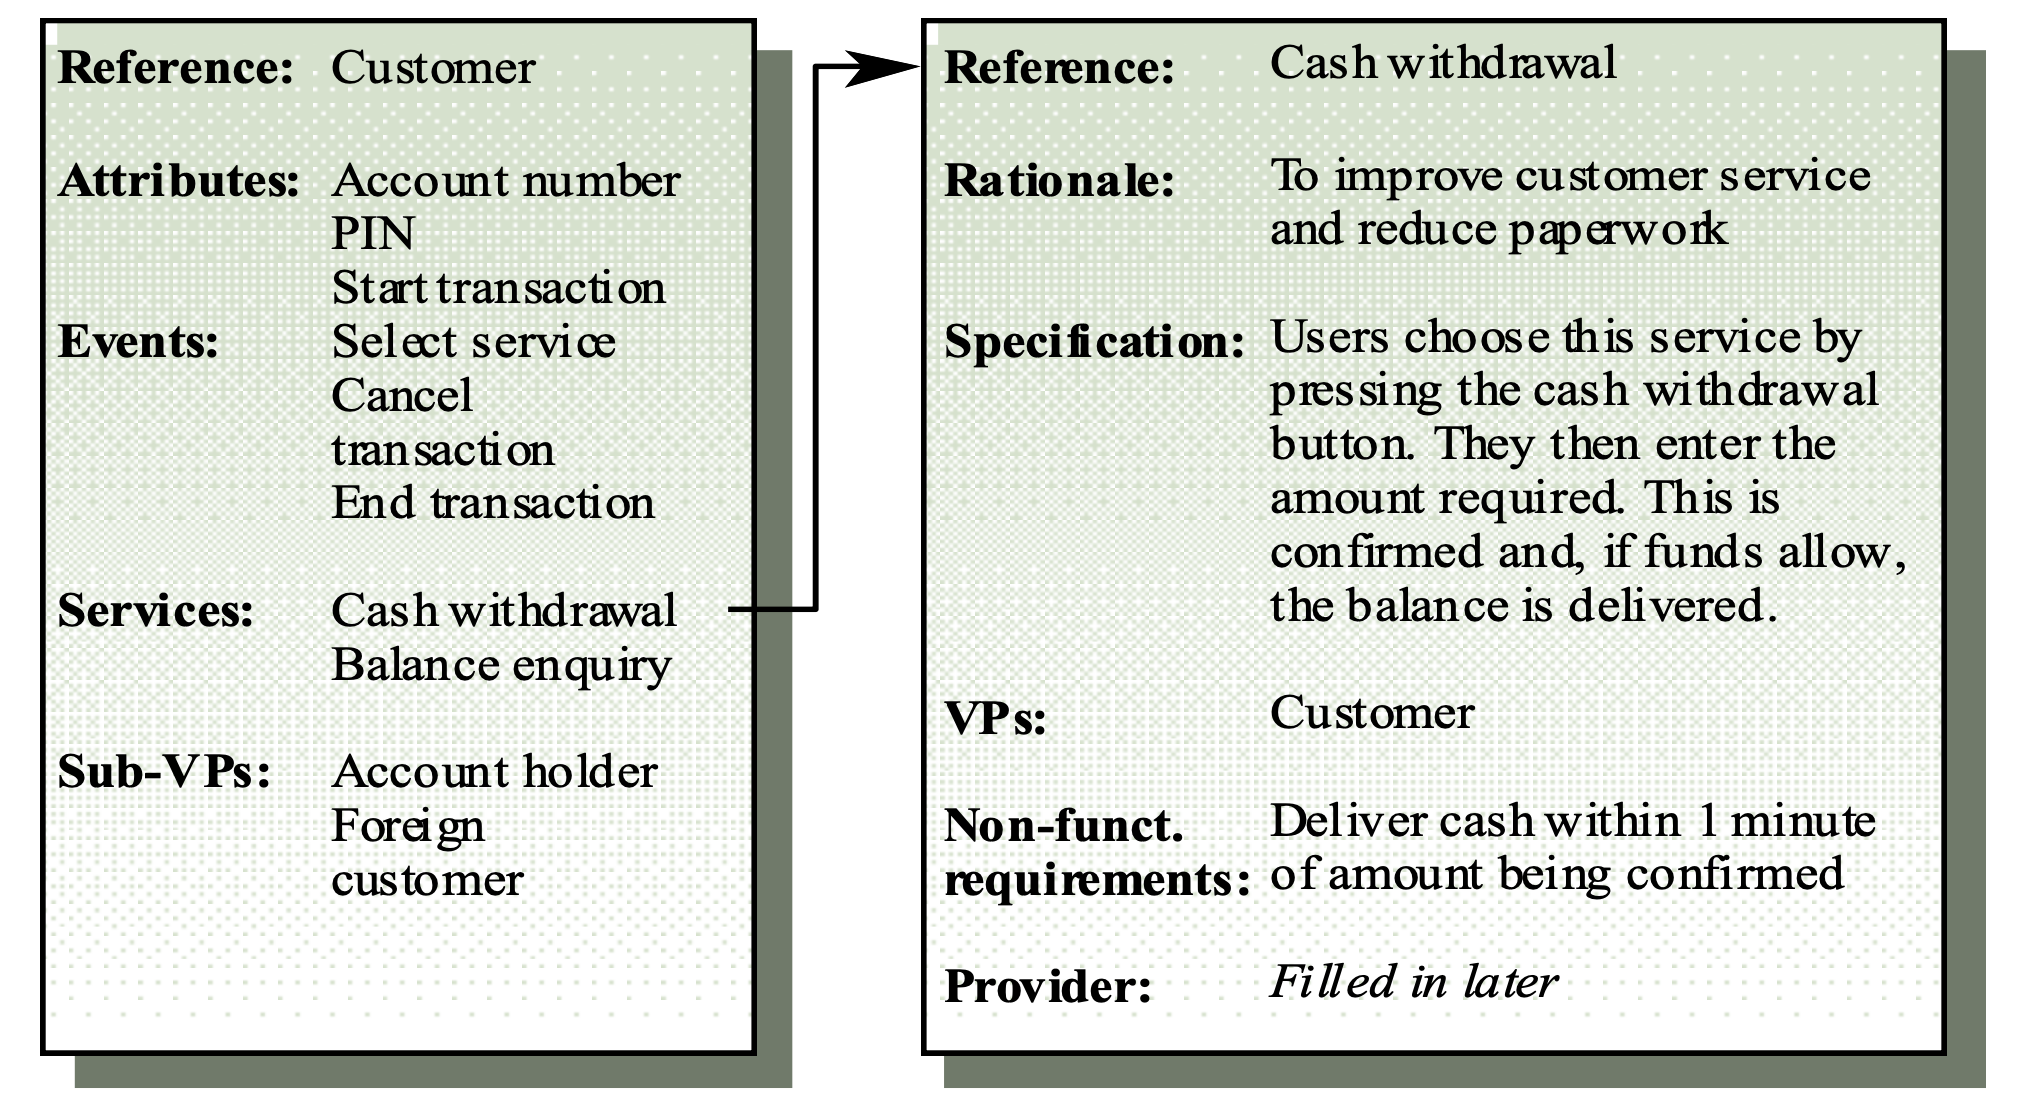 Reference: Customer
Attributes: Account number
PIN
Start transaction
Events: Select service
Cancel
transaction
End transaction
Services: Cash withdrawal
Balance enquiry
Sub-VPs: Account holder
Foreign
customer
Reference: Cash withdrawal
Rationale: To improve customer service
and reduce paperwork
Specification: Users choose this service by
pressing the cash withdrawal
button. They then enter the
amount required. This is
confirmed and, if funds allow,
the balance is delivered.
VPs: Customer
Non-funct. Deliver cash within 1 minute
requirements: of amount being confirmed
Provider: Filled in later